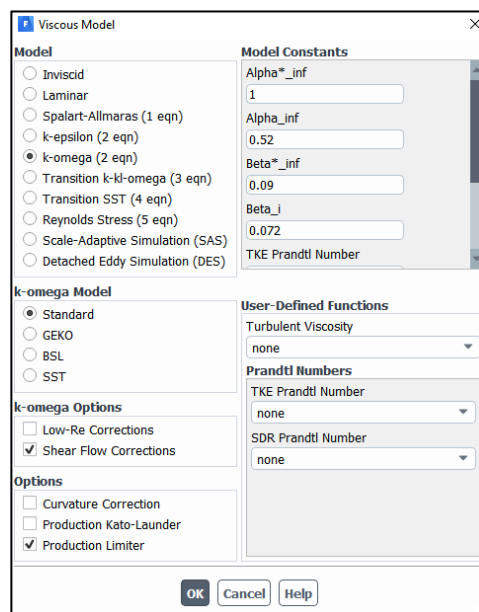 Viscous Model
Model
Inviscid
Laminar
Spalart-Allmaras (1 eqn)
k-epsilon (2 eqn)
k-omega (2 eqn)
Transition k-kl-omega (3 eqn)
Transition SST (4 eqn)
Reynolds Stress (5 eqn)
Scale-Adaptive Simulation (SAS)
Detached Eddy Simulation (DES)
k-omega Model
Standard
GEKO
BSL
SST
k-omega Options
Low-Re Corrections
Shear Flow Corrections
Options
Curvature Correction
Production Kato-Launder
Production Limiter
Model Constants
Alpha*_inf
1
Alpha_inf
0.52
Beta*_inf
0.09
Beta_i
0.072
TKE Prandtl Number
User-Defined Functions
Turbulent Viscosity
none
Prandtl Numbers
TKE Prandtl Number
none
SDR Prandtl Number
none
OK Cancel Help